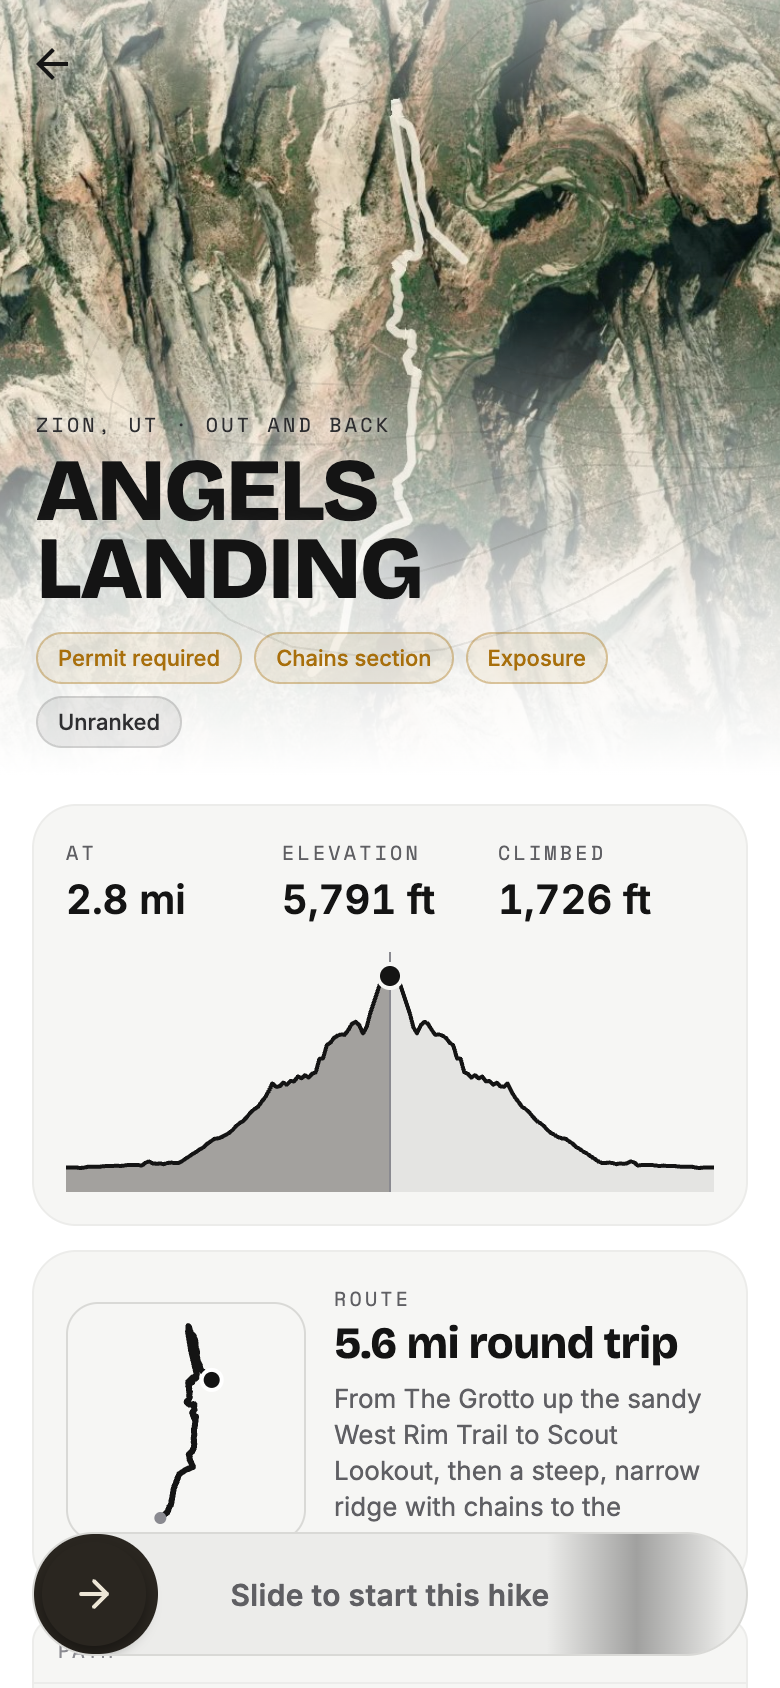 ZION, UT · OUT AND BACK
ANGELS
LANDING
Permit required
Chains section
Exposure
Unranked
AT
ELEVATION
CLIMBED
2.8 mi
5,791 ft
1,726 ft
ROUTE
5.6 mi round trip
From The Grotto up the sandy
West Rim Trail to Scout
Lookout, then a steep, narrow
ridge with chains to the
Slide to start this hike